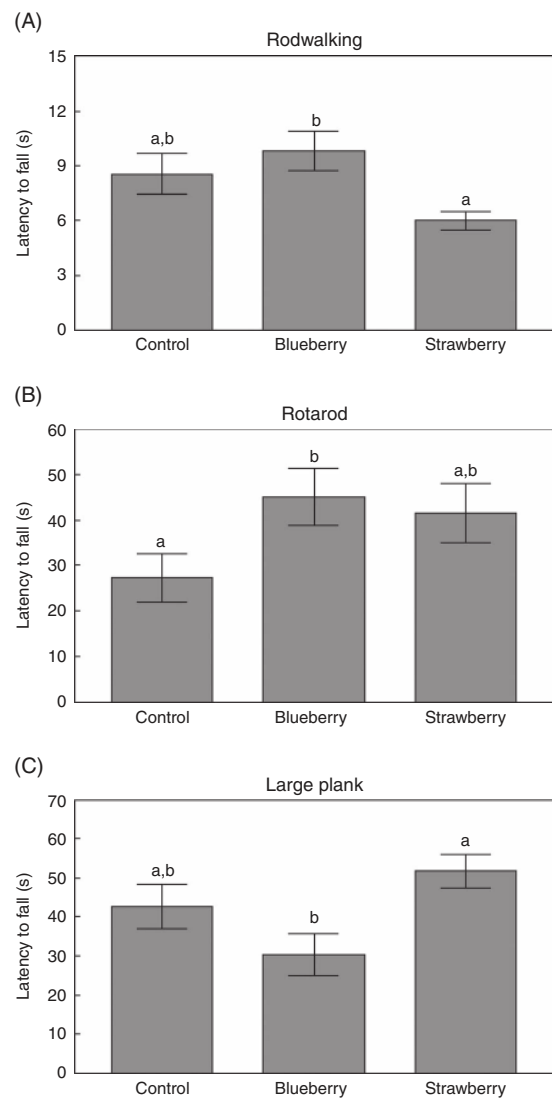 (A)
Rodwalking
15
12
9
6
3
0
Latency to fall (s)
a,b
b
a
Control Blueberry Strawberry
(B)
Rotarod
60
50
40
30
20
10
0
Latency to fall (s)
a
b
a,b
Control Blueberry Strawberry
(C)
Large plank
70
60
50
40
30
20
10
0
Latency to fall (s)
a,b
b
a
Control Blueberry Strawberry